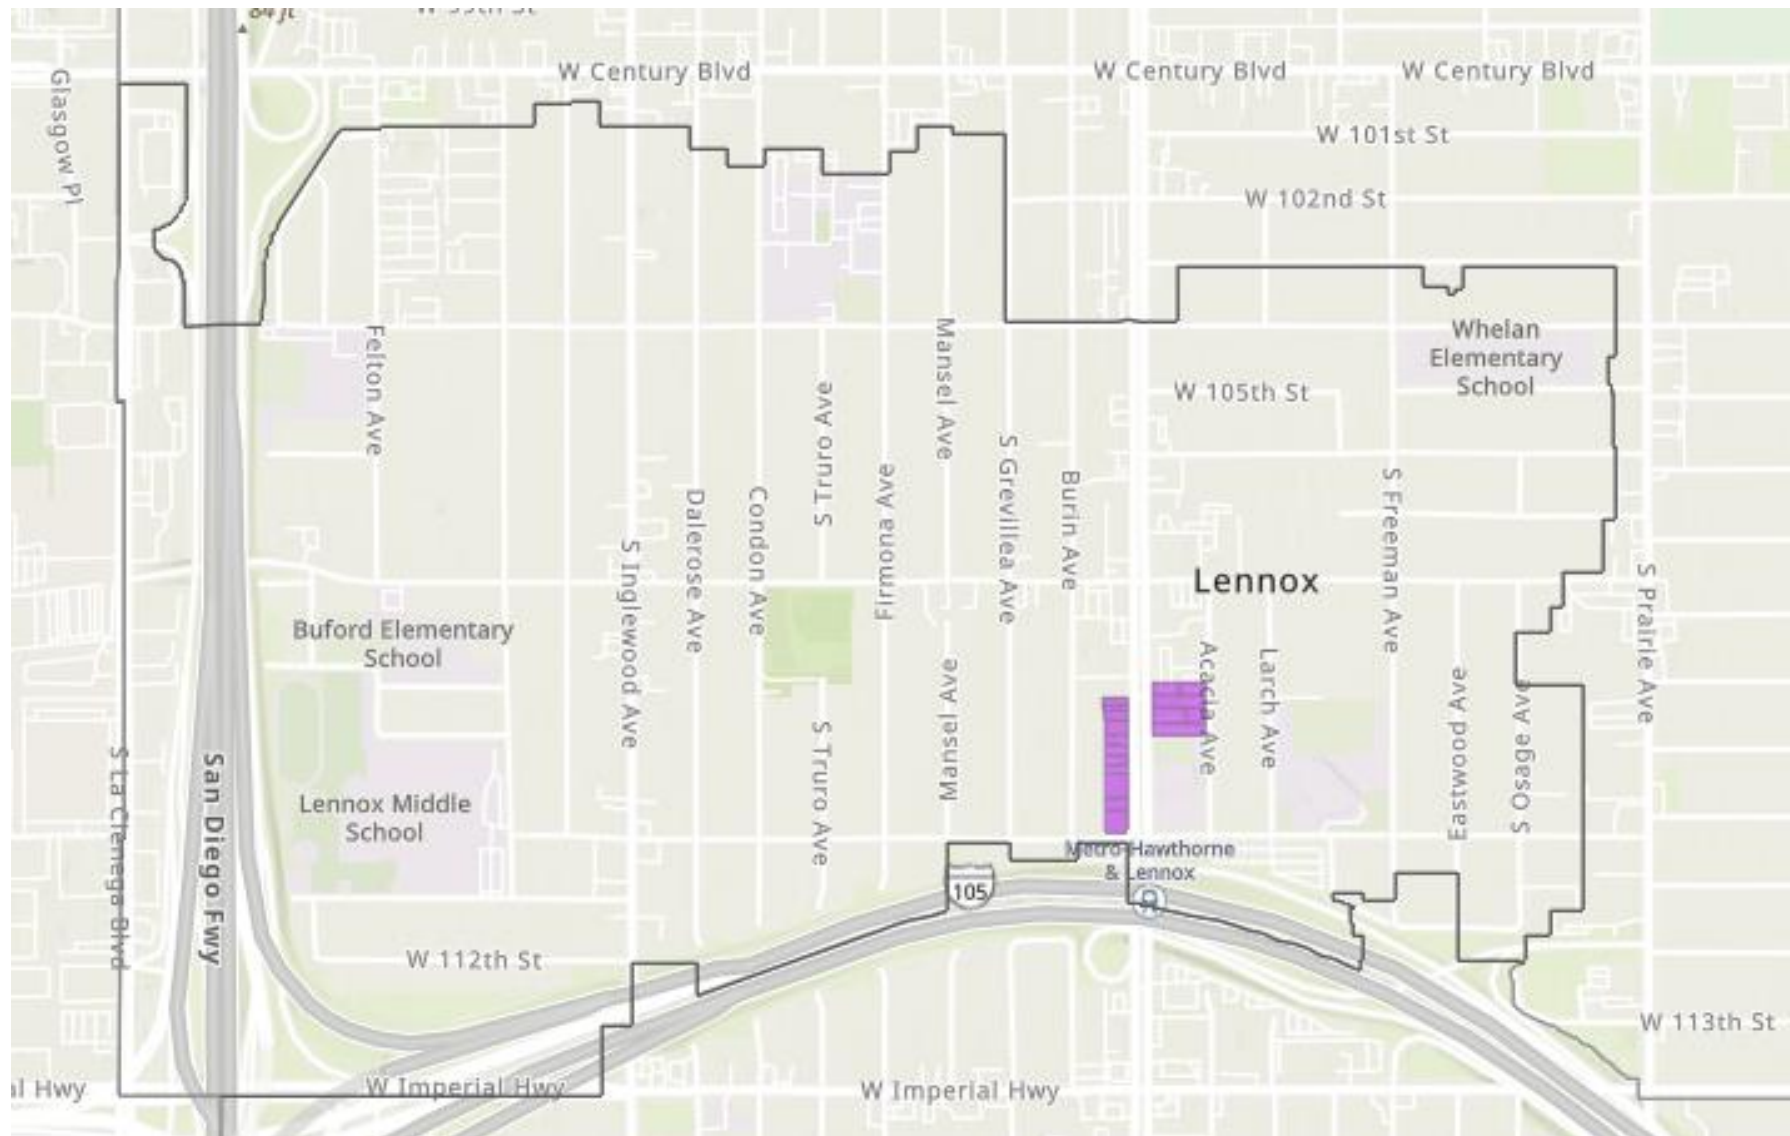 84 ft
W Century Blvd
W Century Blvd
W Century Blvd
Glasgow Pl
W 101st St
W 102nd St
Felton Ave
Mansel Ave
Whelan
Elementary
School
S Truro Ave
W 105th St
S Grevillea Ave
Firmona Ave
Burin Ave
S Freeman Ave
Dalerose Ave
Condon Ave
S Inglewood Ave
Lennox
S Prairie Ave
Buford Elementary
School
Mansel Ave
Acacia Ave
Larch Ave
Eastwood Ave
S Osage Ave
S Truro Ave
S La Cienega Blvd
San Diego Fwy
Lennox Middle
School
Metro-Hawthorne
& Lennox
105
W 112th St
W 113th St
al Hwy
W Imperial Hwy
W Imperial Hwy